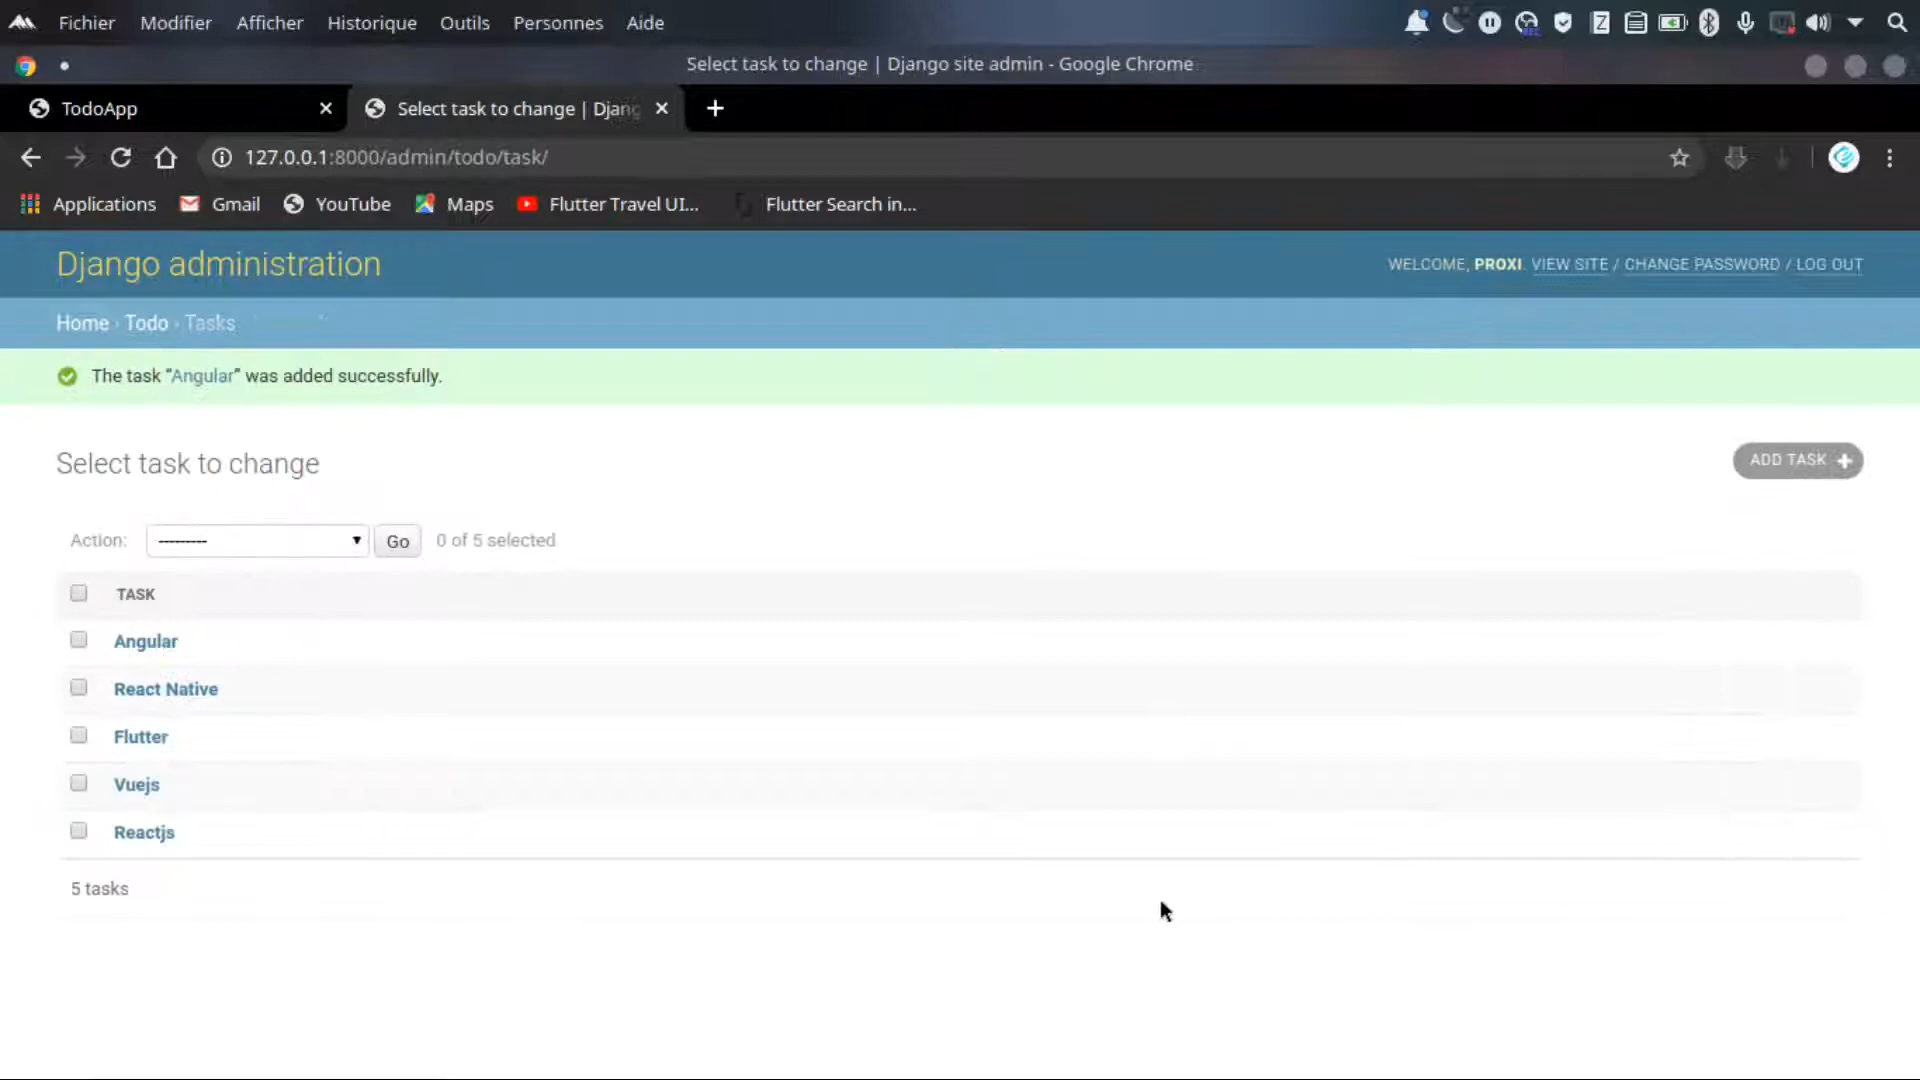 Fichier Modifier Afficher Historique Outils Personnes Aide
Select task to change | Django site admin - Google Chrome
TodoApp
Select task to change | Djang
127.0.0.1:8000/admin/todo/task/
Applications Gmail YouTube Maps Flutter Travel UI... Flutter Search in...
Django administration
WELCOME, PROXI. VIEW SITE / CHANGE PASSWORD / LOG OUT
Home › Todo › Tasks
The task “Angular” was added successfully.
Select task to change
ADD TASK +
Action: --------- Go 0 of 5 selected
TASK
Angular
React Native
Flutter
Vuejs
Reactjs
5 tasks